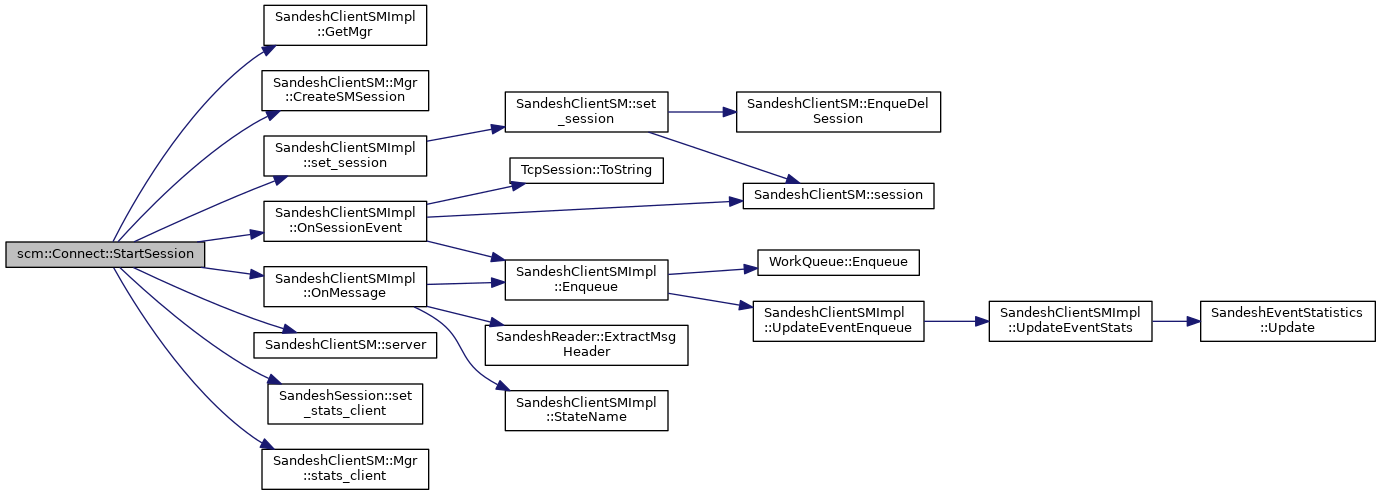 scm::Connect::StartSession
SandeshClientSMImpl
::GetMgr
SandeshClientSM::Mgr
::CreateSMSession
SandeshClientSMImpl
::set_session
SandeshClientSMImpl
::OnSessionEvent
SandeshClientSMImpl
::OnMessage
SandeshClientSM::server
SandeshSession::set
_stats_client
SandeshClientSM::Mgr
::stats_client
SandeshClientSM::set
_session
TcpSession::ToString
SandeshClientSMImpl
::Enqueue
SandeshReader::ExtractMsg
Header
SandeshClientSMImpl
::StateName
SandeshClientSM::EnqueDel
Session
SandeshClientSM::session
WorkQueue::Enqueue
SandeshClientSMImpl
::UpdateEventEnqueue
SandeshClientSMImpl
::UpdateEventStats
SandeshEventStatistics
::Update